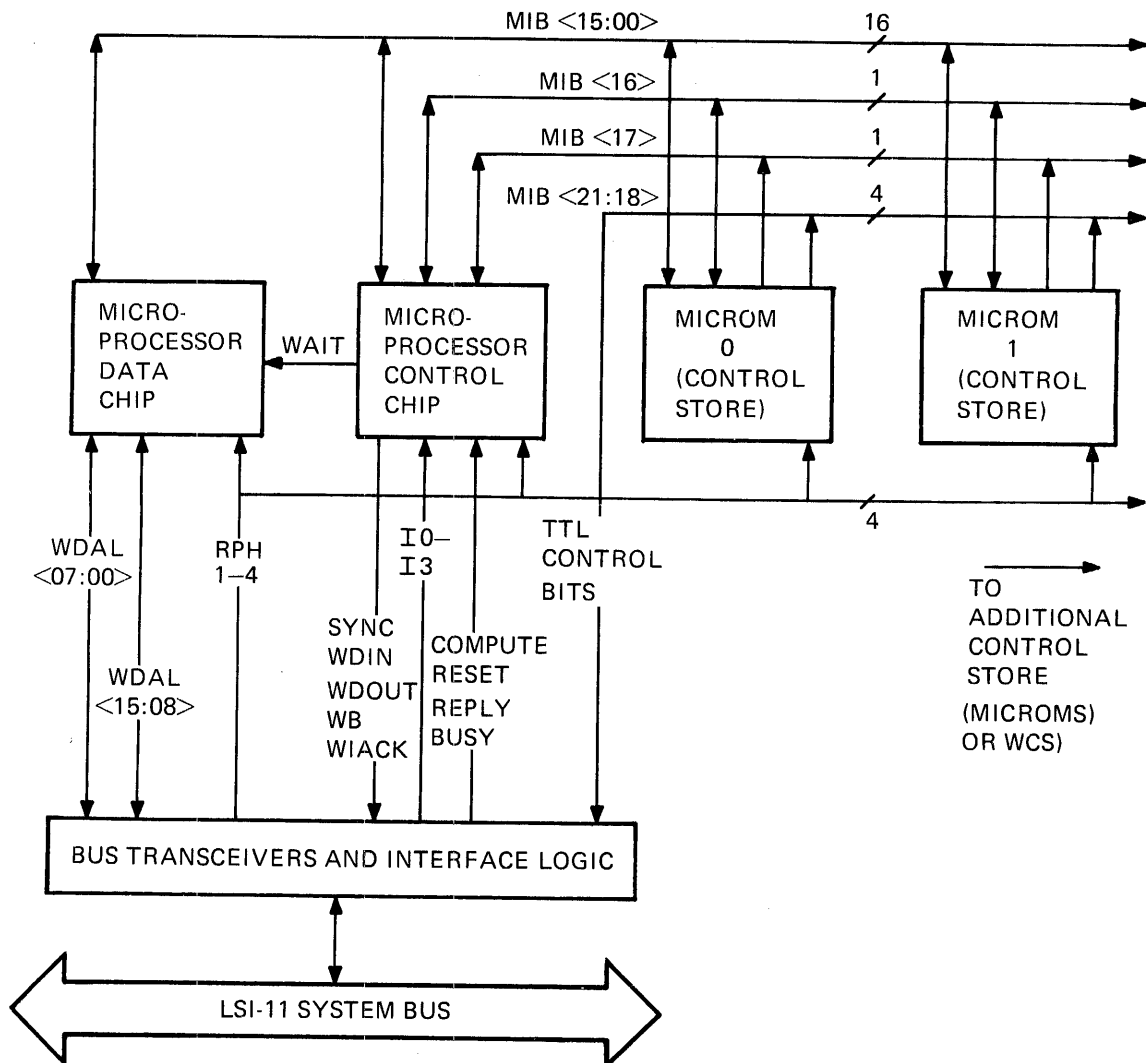 MIB <15:00>
16
MIB <16>
1
MIB <17>
1
MIB <21:18>
4
MICRO-
PROCESSOR
DATA
CHIP
WAIT
MICRO-
PROCESSOR
CONTROL
CHIP
MICROM
0
(CONTROL
STORE)
MICROM
1
(CONTROL
STORE)
4
WDAL
<07:00>
WDAL
<15:08>
RPH
1–4
SYNC
WDIN
WDOUT
WB
WIACK
I0–
I3
COMPUTE
RESET
REPLY
BUSY
TTL
CONTROL
BITS
TO
ADDITIONAL
CONTROL
STORE
(MICROMS)
OR WCS)
BUS TRANSCEIVERS AND INTERFACE LOGIC
LSI-11 SYSTEM BUS